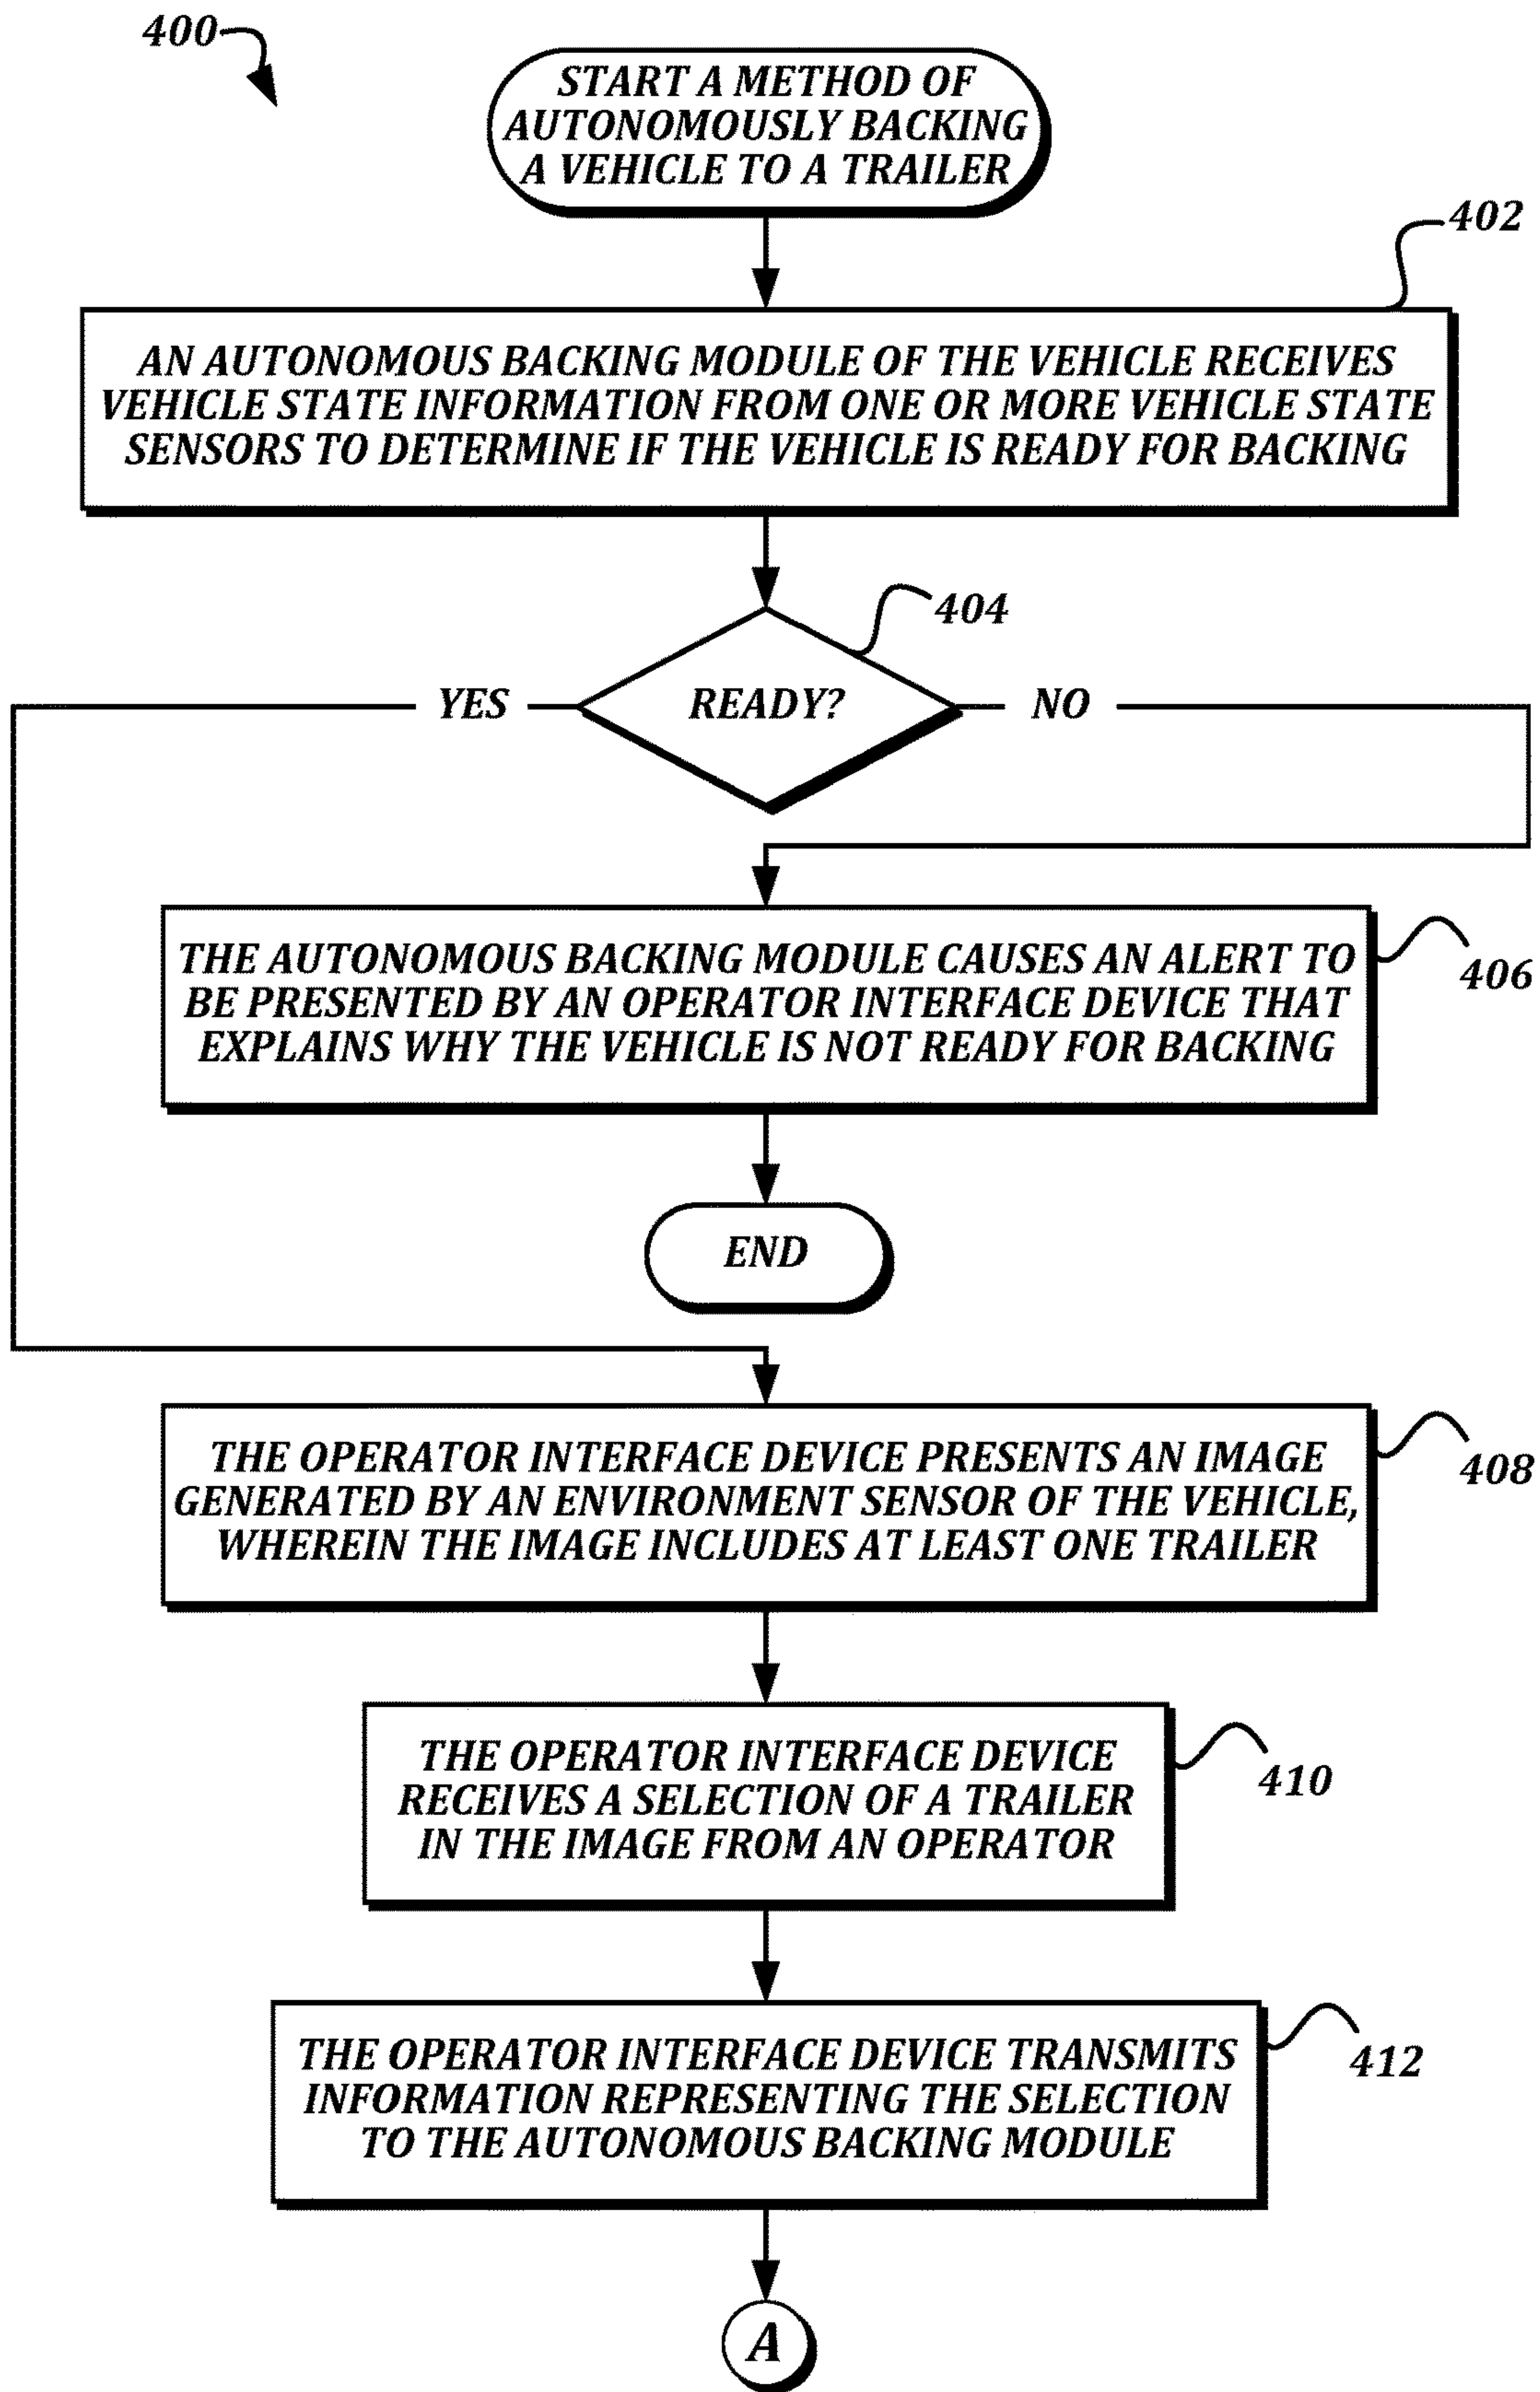 400
START A METHOD OF
AUTONOMOUSLY BACKING
A VEHICLE TO A TRAILER
402
AN AUTONOMOUS BACKING MODULE OF THE VEHICLE RECEIVES
VEHICLE STATE INFORMATION FROM ONE OR MORE VEHICLE STATE
SENSORS TO DETERMINE IF THE VEHICLE IS READY FOR BACKING
404
YES
READY?
NO
THE AUTONOMOUS BACKING MODULE CAUSES AN ALERT TO
BE PRESENTED BY AN OPERATOR INTERFACE DEVICE THAT
EXPLAINS WHY THE VEHICLE IS NOT READY FOR BACKING
406
END
THE OPERATOR INTERFACE DEVICE PRESENTS AN IMAGE
GENERATED BY AN ENVIRONMENT SENSOR OF THE VEHICLE,
WHEREIN THE IMAGE INCLUDES AT LEAST ONE TRAILER
408
THE OPERATOR INTERFACE DEVICE
RECEIVES A SELECTION OF A TRAILER
IN THE IMAGE FROM AN OPERATOR
410
THE OPERATOR INTERFACE DEVICE TRANSMITS
INFORMATION REPRESENTING THE SELECTION
TO THE AUTONOMOUS BACKING MODULE
412
A